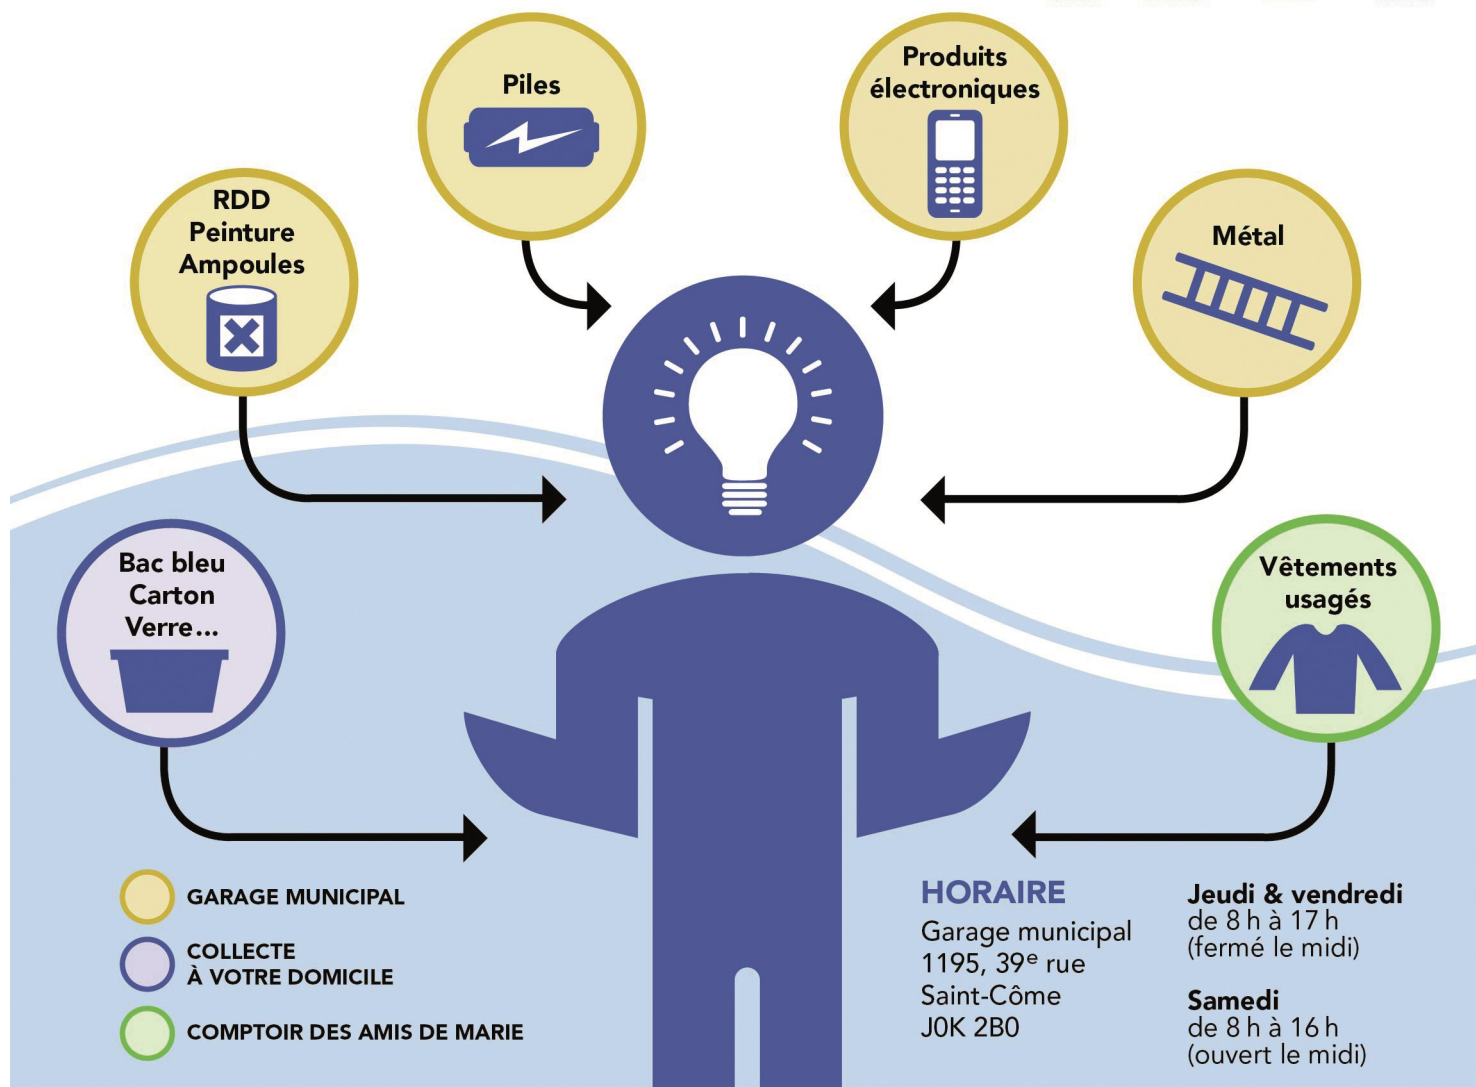 Piles
Produits
électroniques
RDD
Peinture
Ampoules
Métal
Bac bleu
Carton
Verre...
Vêtements
usagés
GARAGE MUNICIPAL
COLLECTE
À VOTRE DOMICILE
COMPTOIR DES AMIS DE MARIE
HORAIRE
Garage municipal
1195, 39e rue
Saint-Côme
J0K 2B0
Jeudi & vendredi
de 8 h à 17 h
(fermé le midi)
Samedi
de 8 h à 16 h
(ouvert le midi)